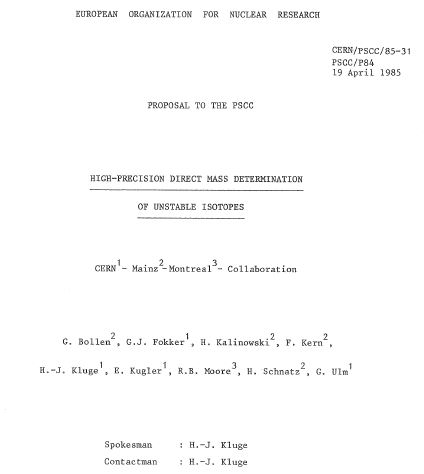 EUROPEAN ORGANIZATION FOR NUCLEAR RESEARCH
CERN/PSCC/85-31
PSCC/P84
19 April 1985
PROPOSAL TO THE PSCC
HIGH-PRECISION DIRECT MASS DETERMINATION
OF UNSTABLE ISOTOPES
CERN¹- Mainz²-Montreal³- Collaboration
G. Bollen², G.J. Fokker¹, H. Kalinowski², F. Kern²,
H.-J. Kluge¹, E. Kugler¹, R.B. Moore³, H. Schnatz², G. Ulm¹
Spokesman : H.-J. Kluge
Contactman : H.-J. Kluge